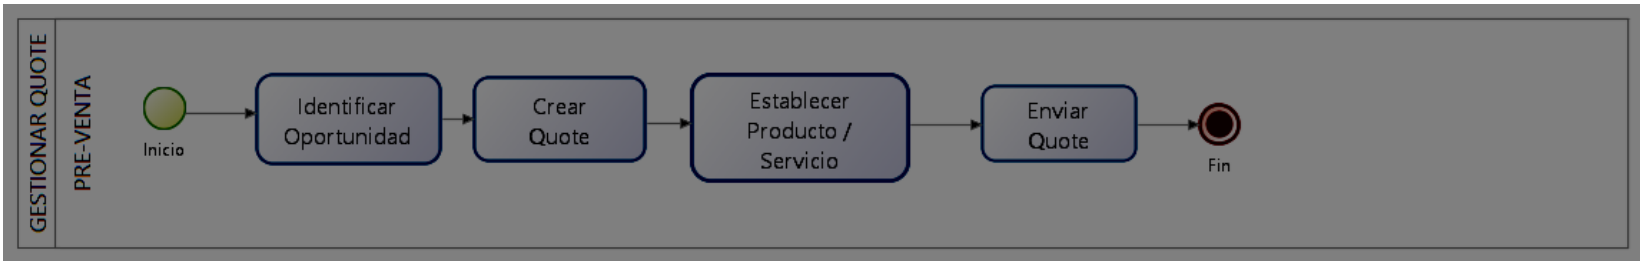 GESTIONAR QUOTE
PRE-VENTA
Inicio
Identificar
Oportunidad
Crear
Quote
Establecer
Producto /
Servicio
Enviar
Quote
Fin